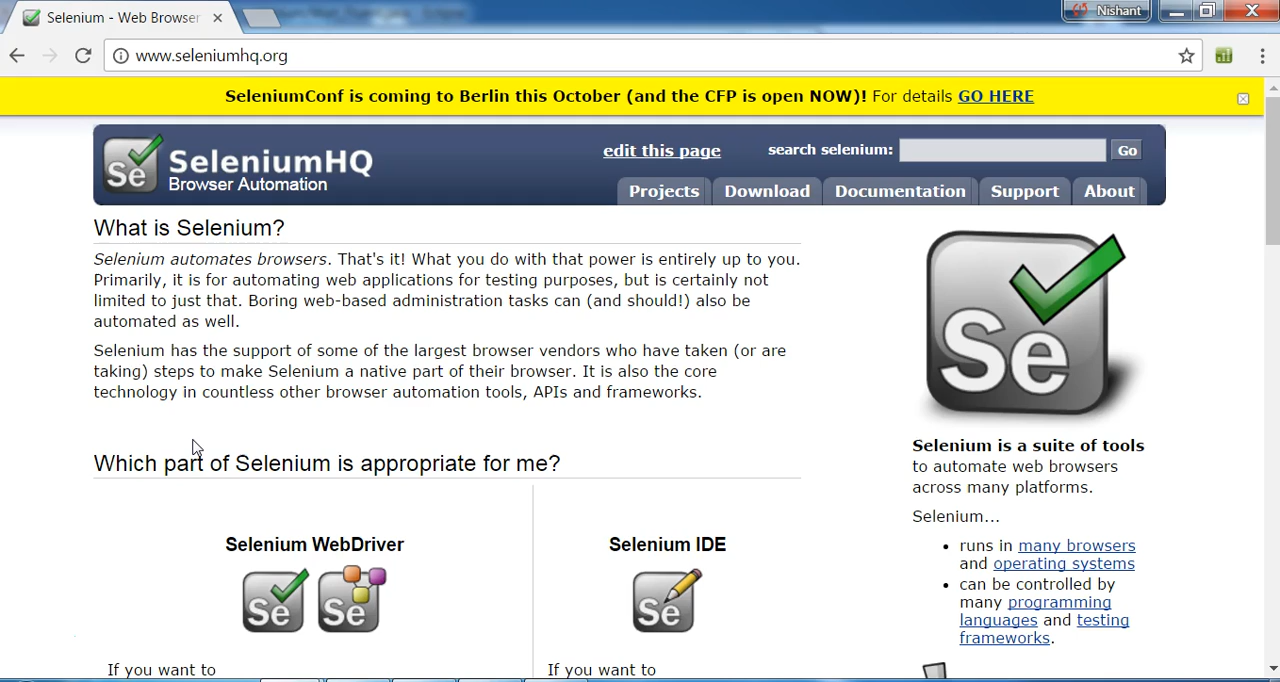 Selenium - Web Browser
Nishant
www.seleniumhq.org
SeleniumConf is coming to Berlin this October (and the CFP is open NOW)! For details GO HERE
Se
SeleniumHQ
Browser Automation
edit this page
search selenium:
Go
Projects
Download
Documentation
Support
About
What is Selenium?
Selenium automates browsers. That's it! What you do with that power is entirely up to you.
Primarily, it is for automating web applications for testing purposes, but is certainly not
limited to just that. Boring web-based administration tasks can (and should!) also be
automated as well.
Selenium has the support of some of the largest browser vendors who have taken (or are
taking) steps to make Selenium a native part of their browser. It is also the core
technology in countless other browser automation tools, APIs and frameworks.
Which part of Selenium is appropriate for me?
Selenium WebDriver
Se
Se
If you want to
Selenium IDE
Se
If you want to
Se
Selenium is a suite of tools
to automate web browsers
across many platforms.
Selenium...
runs in many browsers
and operating systems
can be controlled by
many programming
languages and testing
frameworks.